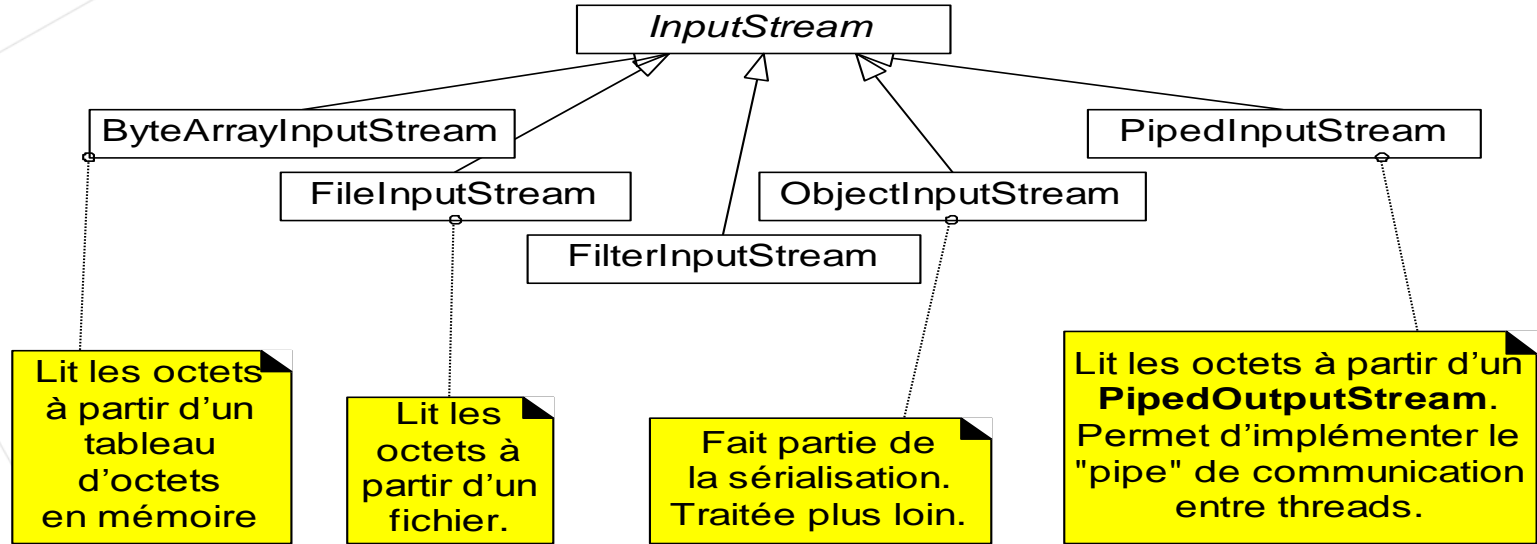 InputStream
ByteArrayInputStream
PipedInputStream
FileInputStream
ObjectInputStream
FilterInputStream
Lit les octets
à partir d'un
tableau
d'octets
en mémoire
Lit les
octets à
partir d'un
fichier.
Fait partie de
la sérialisation.
Traitée plus loin.
Lit les octets à partir d'un
PipedOutputStream.
Permet d'implémenter le
"pipe" de communication
entre threads.